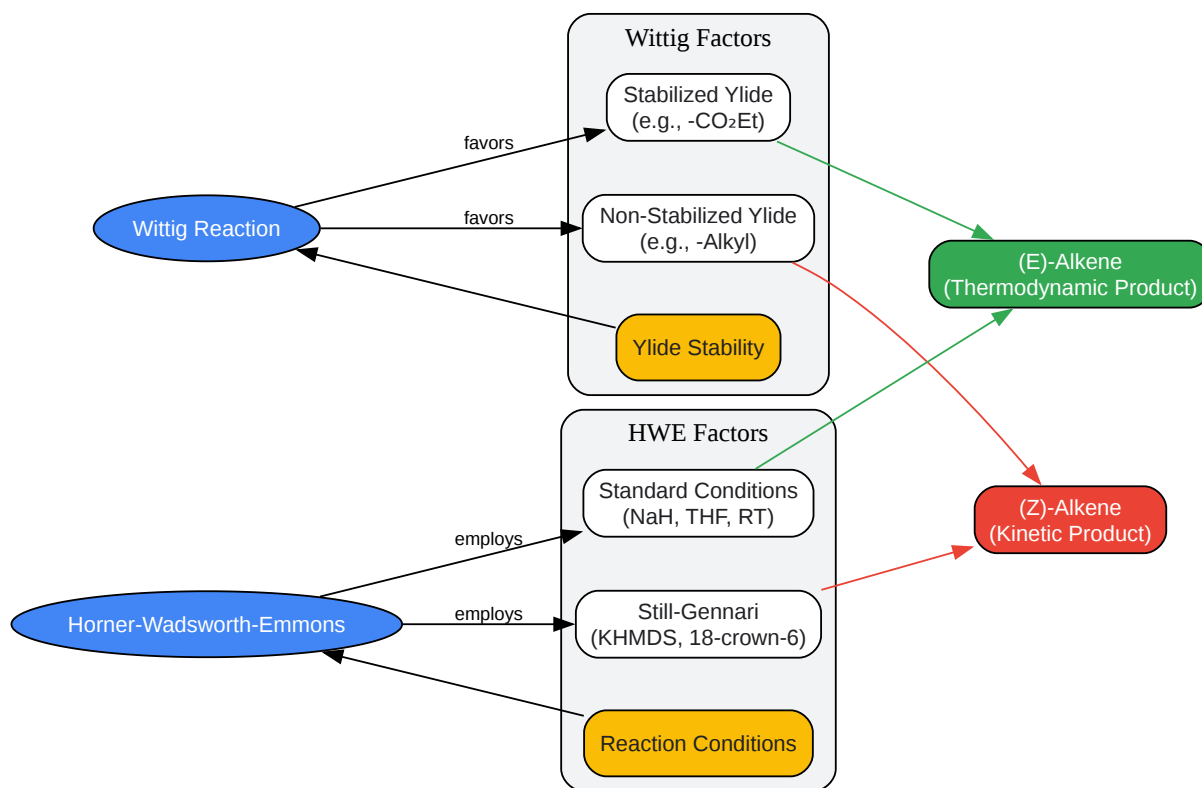 Wittig Factors
Stabilized Ylide
(e.g., -CO₂Et)
favors
Wittig Reaction
favors
Non-Stabilized Ylide
(e.g., -Alkyl)
(E)-Alkene
(Thermodynamic Product)
Ylide Stability
HWE Factors
Standard Conditions
(NaH, THF, RT)
(Z)-Alkene
(Kinetic Product)
employs
Horner-Wadsworth-Emmons
employs
Still-Gennari
(KHMDS, 18-crown-6)
Reaction Conditions